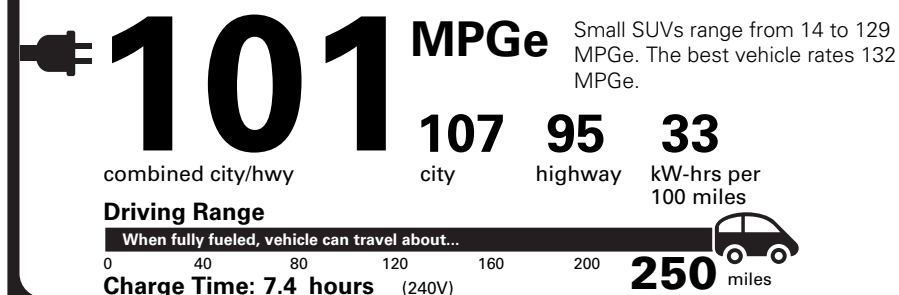 101 MPGe
Small SUVs range from 14 to 129
MPGe. The best vehicle rates 132
MPGe.
107 95 33
combined city/hwy city highway kW-hrs per
100 miles
Driving Range
When fully fueled, vehicle can travel about...
0 40 80 120 160 200 250 miles
Charge Time: 7.4 hours (240V)